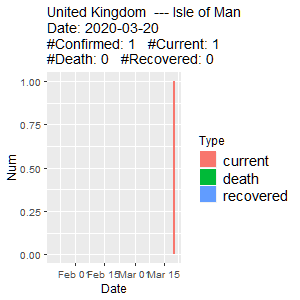 United Kingdom --- Isle of Man
Date: 2020-03-20
#Confirmed: 1 #Current: 1
#Death: 0 #Recovered: 0
1.00
0.75
0.50
0.25
0.00
Num
Feb 01
Feb 15
Mar 01
Mar 15
Date
Type
current
death
recovered